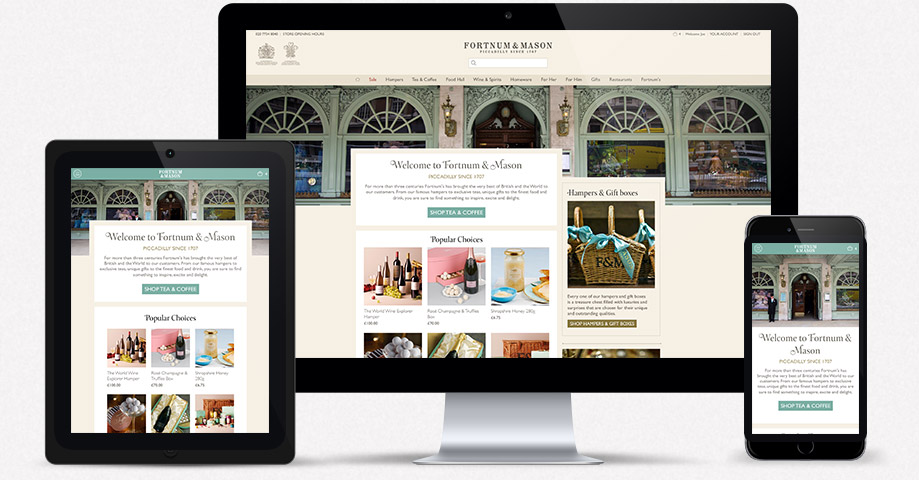 020 7734 8040 | STORE OPENING HOURS
0 | Welcome Joe | YOUR ACCOUNT | SIGN OUT
FORTNUM & MASON
PICCADILLY SINCE 1707
Sale Hampers Tea & Coffee Food Hall Wine & Spirits Homeware For Her For Him Gifts Restaurants Fortnum's
Welcome to Fortnum & Mason
PICCADILLY SINCE 1707
For more than three centuries Fortnum's has brought the very best of British and the World to
our customers. From our famous hampers to exclusive teas, unique gifts to the finest food and
drink, you are sure to find something to inspire, excite and delight.
SHOP TEA & COFFEE
Popular Choices
The World Wine Explorer
Hamper
£100.00
Rosé Champagne & Truffles
Box
£70.00
Shropshire Honey, 280g
£6.75
Hampers & Gift boxes
F&M
Every one of our hampers and gift boxes
is a treasure chest filled with luxuries and
surprises that are chosen for their unique
and outstanding qualities.
SHOP HAMPERS & GIFT BOXES
FORTNUM
& MASON
Welcome to Fortnum & Mason
PICCADILLY SINCE 1707
For more than three centuries Fortnum's has brought the very best
of British and the World to our customers. From our famous hampers to
exclusive teas, unique gifts to the finest food and drink, you are sure to find
something to inspire, excite and delight.
SHOP TEA & COFFEE
Popular Choices
The World Wine
Explorer Hamper
£100.00
Rosé Champagne &
Truffles Box
£75.00
Shropshire Honey,
280g
£6.75
FORTNUM
& MASON
Welcome to Fortnum &
Mason
PICCADILLY SINCE 1707
For more than three centuries Fortnum's has
brought the very best of British and the World to our
customers. From our famous hampers to exclusive
teas, unique gifts to the finest food and drink, you are
sure to find something to inspire, excite and delight.
SHOP TEA & COFFEE